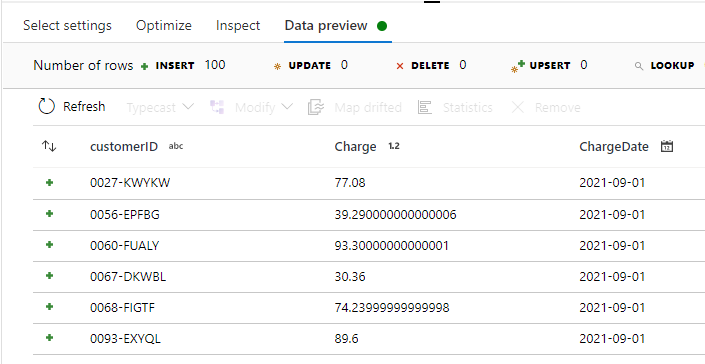 Select settings Optimize Inspect Data preview
Number of rows INSERT 100 UPDATE 0 DELETE 0 UPSERT 0 LOOKUP
Refresh Typecast Modify Map drifted Statistics Remove
customerID abc Charge 1.2 ChargeDate 12
0027-KWYKW 77.08 2021-09-01
0056-EPFBG 39.290000000000006 2021-09-01
0060-FUALY 93.30000000000001 2021-09-01
0067-DKWBL 30.36 2021-09-01
0068-FIGTF 74.23999999999998 2021-09-01
0093-EXYQL 89.6 2021-09-01